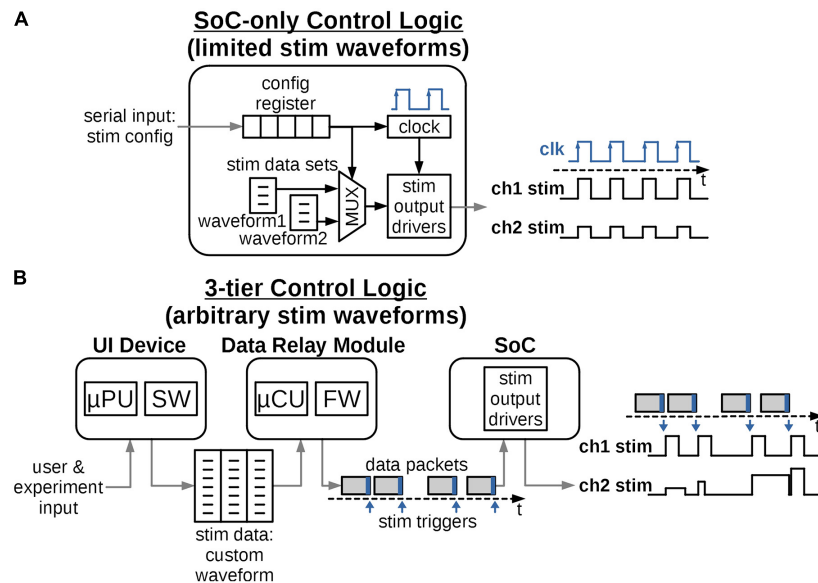 A
SoC-only Control Logic
(limited stim waveforms)
config
register
serial input:
stim config
clock
stim data sets
waveform1
waveform2
MUX
stim
output
drivers
clk
t
ch1 stim
ch2 stim
B
3-tier Control Logic
(arbitrary stim waveforms)
UI Device
Data Relay Module
SoC
μPU
SW
μCU
FW
stim
output
drivers
user &
experiment
input
stim data:
custom
waveform
data packets
t
stim triggers
t
ch1 stim
ch2 stim